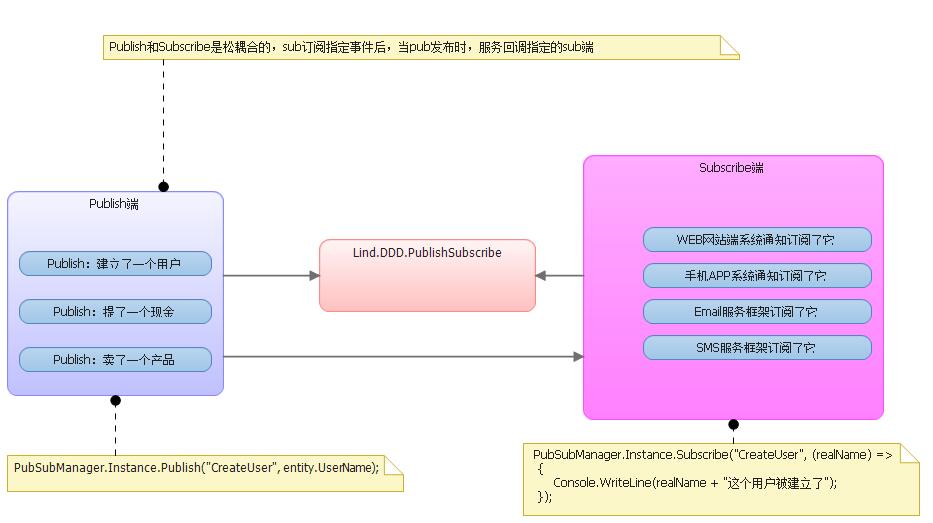 Publish和Subscribe是松耦合的，sub订阅指定事件后，当pub发布时，服务回调指定的sub端
Subscribe端
Publish端
WEB网站端系统通知订阅了它
Lind.DDD.PublishSubscribe
Publish：建立了一个用户
手机APP系统通知订阅了它
Publish：提了一个现金
Email服务框架订阅了它
SMS服务框架订阅了它
Publish：卖了一个产品
PubSubManager.Instance.Publish("CreateUser", entity.UserName);
PubSubManager.Instance.Subscribe("CreateUser", (realName) =>
{
Console.WriteLine(realName + "这个用户被建立了");
});